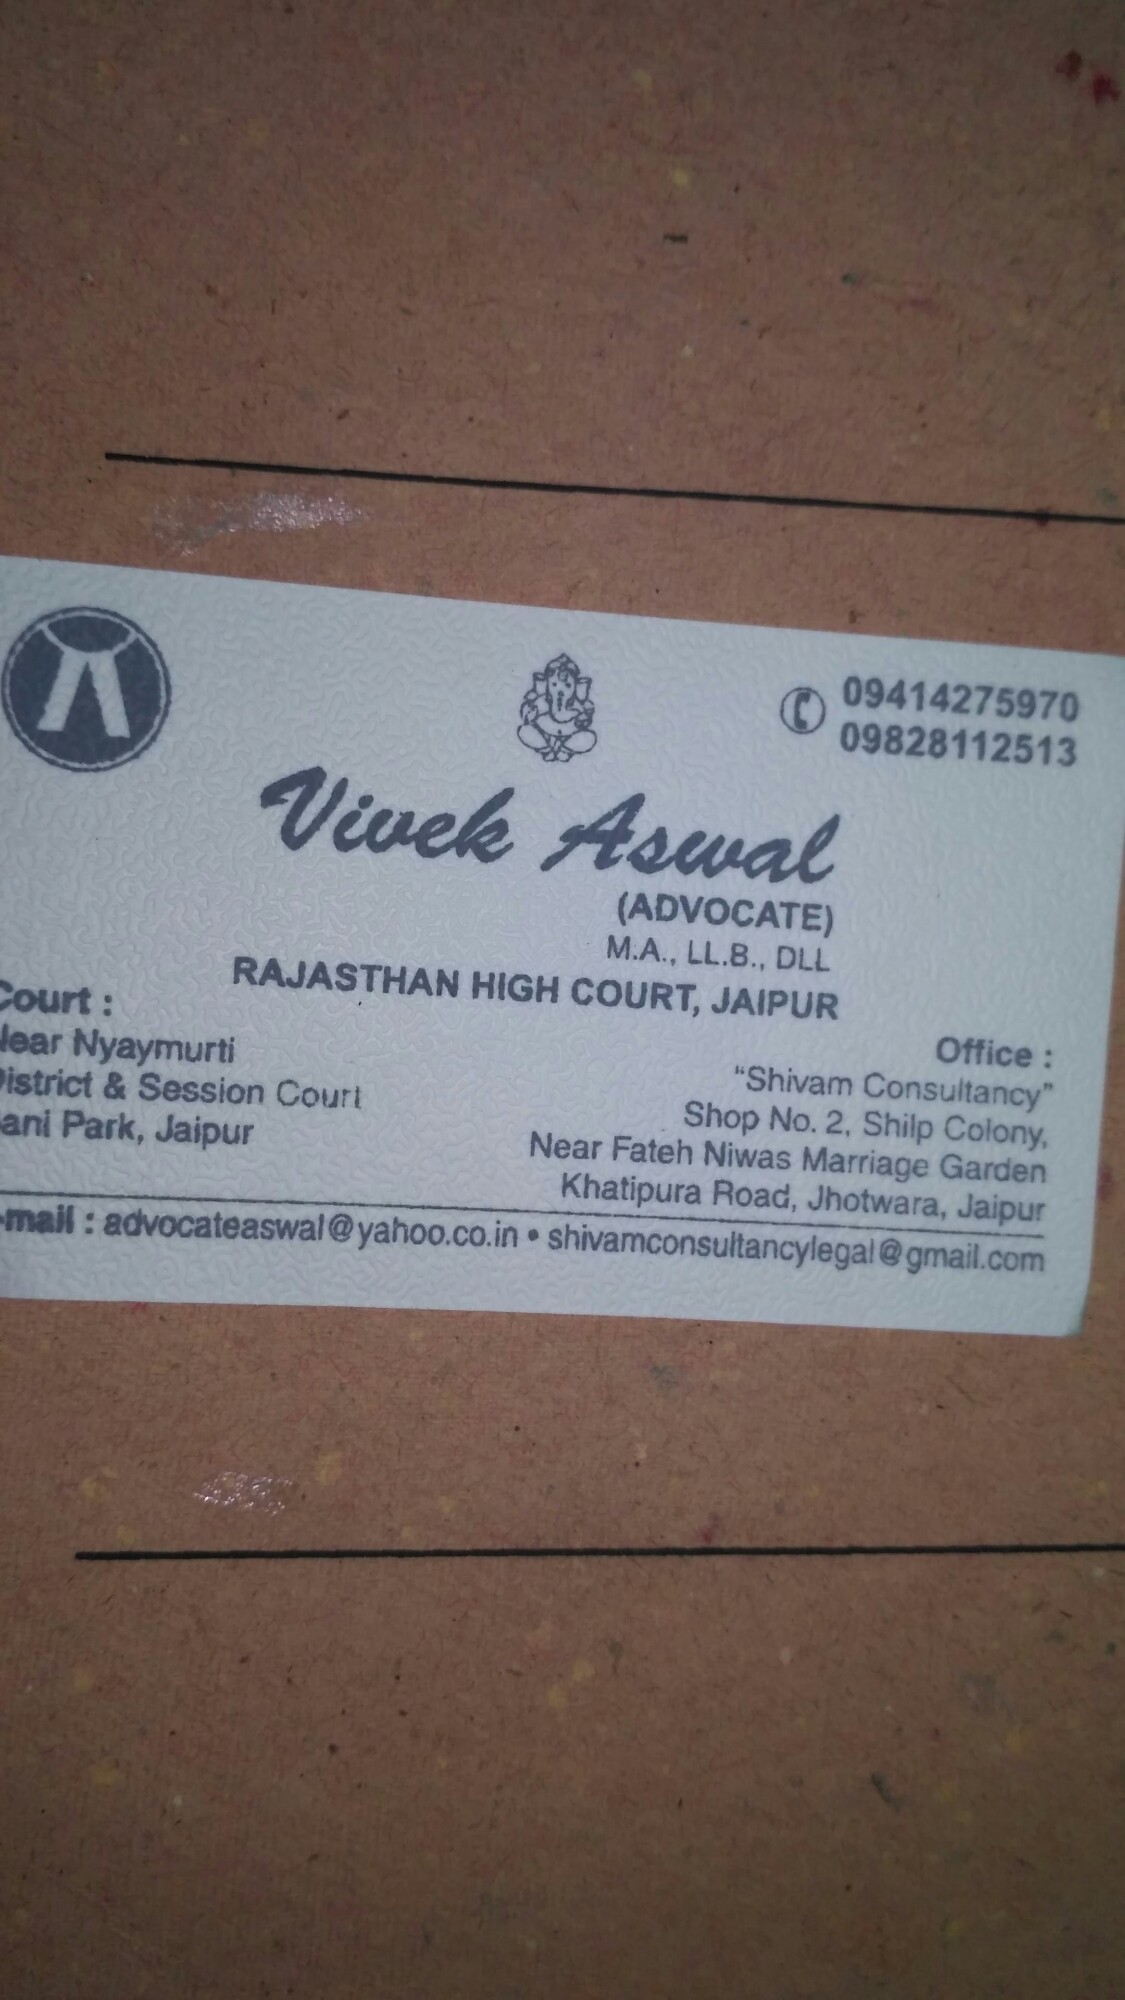 09414275970
09828112513
Vivek Aswal
(ADVOCATE)
M.A., LL.B., DLL
RAJASTHAN HIGH COURT, JAIPUR
Court :
Near Nyaymurti
District & Session Court
Park, Jaipur
Office :
"Shivam Consultancy"
Shop No. 2, Shilp Colony,
Near Fateh Niwas Marriage Garden
Khatipura Road, Jhotwara, Jaipur
-mail : advocateaswal@yahoo.co.in • shivamconsultancylegal@gmail.com